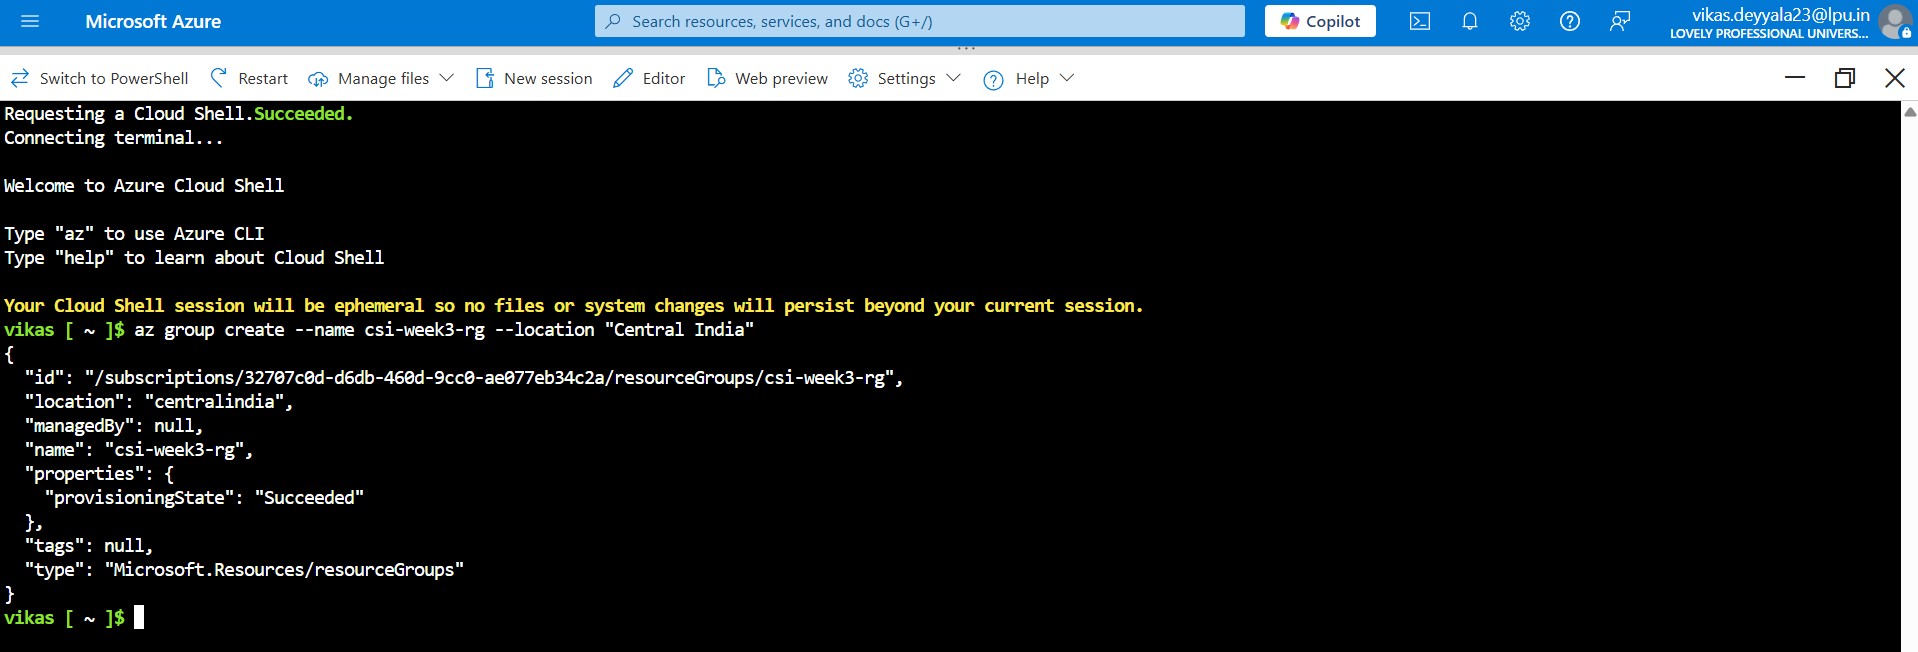 Microsoft Azure
Search resources, services, and docs (G+/)
Copilot
vikas.deyyala23@lpu.in
LOVELY PROFESSIONAL UNIVERS...
Switch to PowerShell Restart Manage files New session Editor Web preview Settings Help
Requesting a Cloud Shell.Succeeded.
Connecting terminal...
Welcome to Azure Cloud Shell
Type "az" to use Azure CLI
Type "help" to learn about Cloud Shell
Your Cloud Shell session will be ephemeral so no files or system changes will persist beyond your current session.
vikas [ ~ ]$ az group create --name csi-week3-rg --location "Central India"
{
  "id": "/subscriptions/32707c0d-d6db-460d-9cc0-ae077eb34c2a/resourceGroups/csi-week3-rg",
  "location": "centralindia",
  "managedBy": null,
  "name": "csi-week3-rg",
  "properties": {
    "provisioningState": "Succeeded"
  },
  "tags": null,
  "type": "Microsoft.Resources/resourceGroups"
}
vikas [ ~ ]$